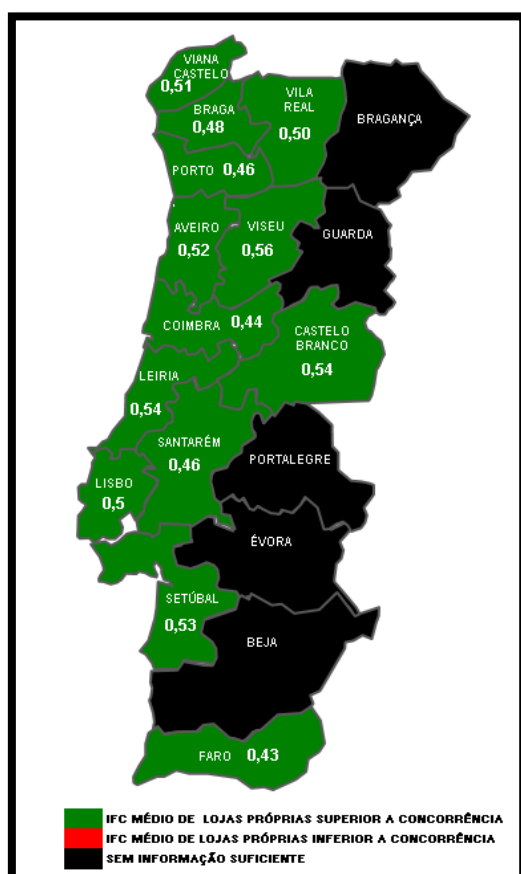 VIANA
CASTELO
0,51
BRAGA
0,48
VILA
REAL
0,50
BRAGANÇA
PORTO 0,46
AVEIRO
0,52
VISEU
0,56
GUARDA
COIMBRA 0,44
CASTELO
BRANCO
0,54
LEIRIA
0,54
SANTARÉM
0,46
PORTALEGRE
LISBO
0,5
ÉVORA
SETÚBAL
0,53
BEJA
FARO 0,43
IFC MÉDIO DE LOJAS PRÓPRIAS SUPERIOR A CONCORRÊNCIA
IFC MÉDIO DE LOJAS PRÓPRIAS INFERIOR A CONCORRÊNCIA
SEM INFORMAÇÃO SUFICIENTE